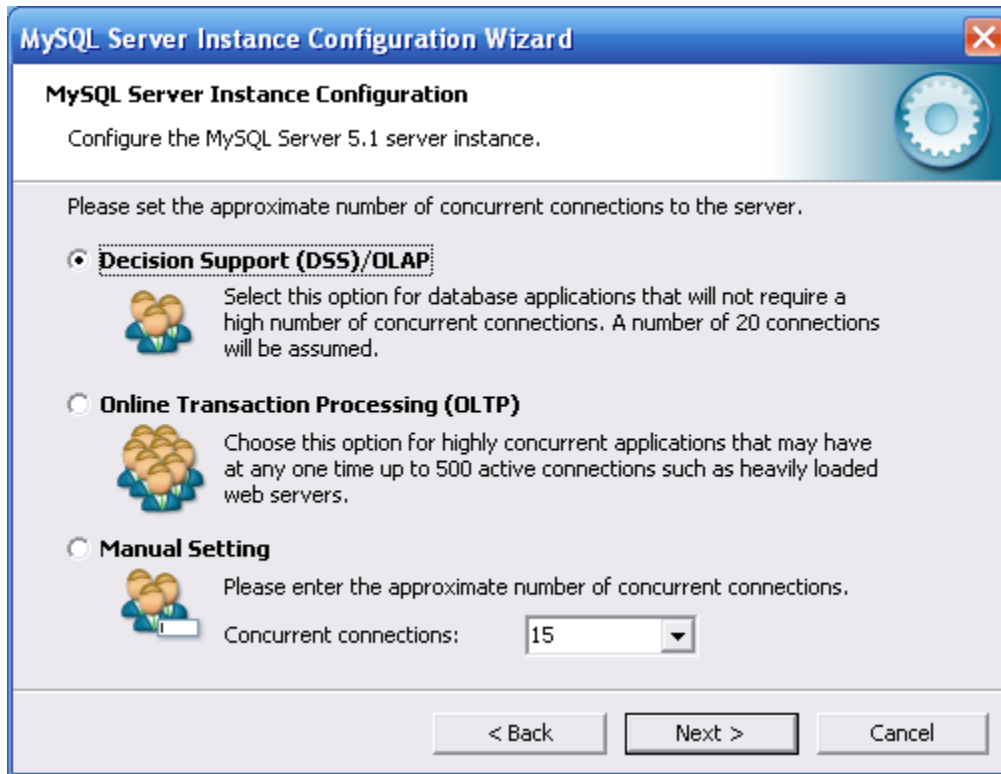 MySQL Server Instance Configuration Wizard
MySQL Server Instance Configuration
Configure the MySQL Server 5.1 server instance.
Please set the approximate number of concurrent connections to the server.
Decision Support (DSS)/OLAP
Select this option for database applications that will not require a
high number of concurrent connections. A number of 20 connections
will be assumed.
Online Transaction Processing (OLTP)
Choose this option for highly concurrent applications that may have
at any one time up to 500 active connections such as heavily loaded
web servers.
Manual Setting
Please enter the approximate number of concurrent connections.
Concurrent connections: 15
< Back Next > Cancel